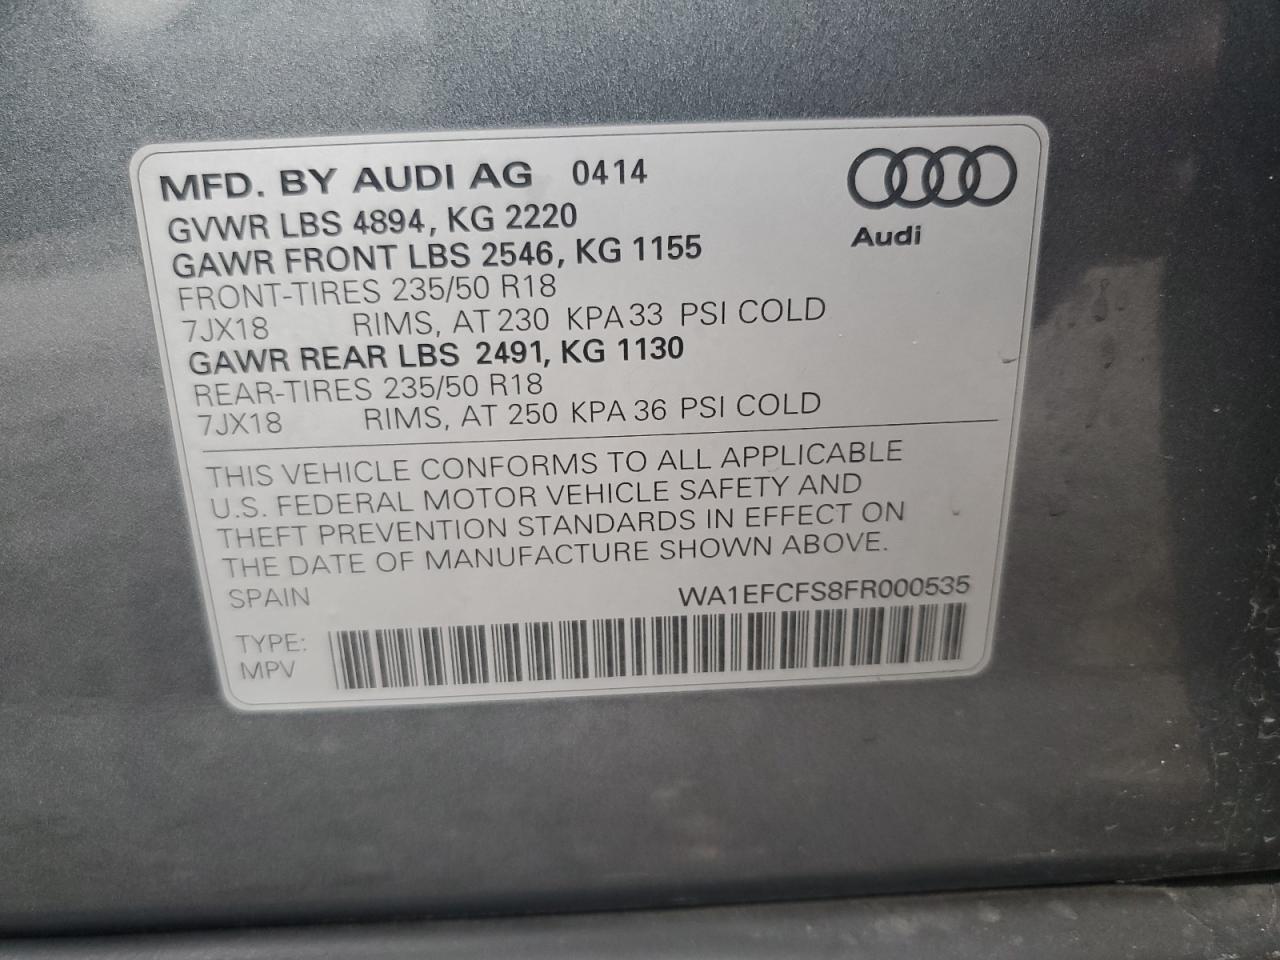 MFD. BY AUDI AG 0414
Audi
GVWR LBS 4894, KG 2220
GAWR FRONT LBS 2546, KG 1155
FRONT-TIRES 235/50 R18
7JX18 RIMS, AT 230 KPA 33 PSI COLD
GAWR REAR LBS 2491, KG 1130
REAR-TIRES 235/50 R18
7JX18 RIMS, AT 250 KPA 36 PSI COLD
THIS VEHICLE CONFORMS TO ALL APPLICABLE
U.S. FEDERAL MOTOR VEHICLE SAFETY AND
THEFT PREVENTION STANDARDS IN EFFECT ON
THE DATE OF MANUFACTURE SHOWN ABOVE.
SPAIN WA1EFCFS8FR000535
TYPE:
MPV